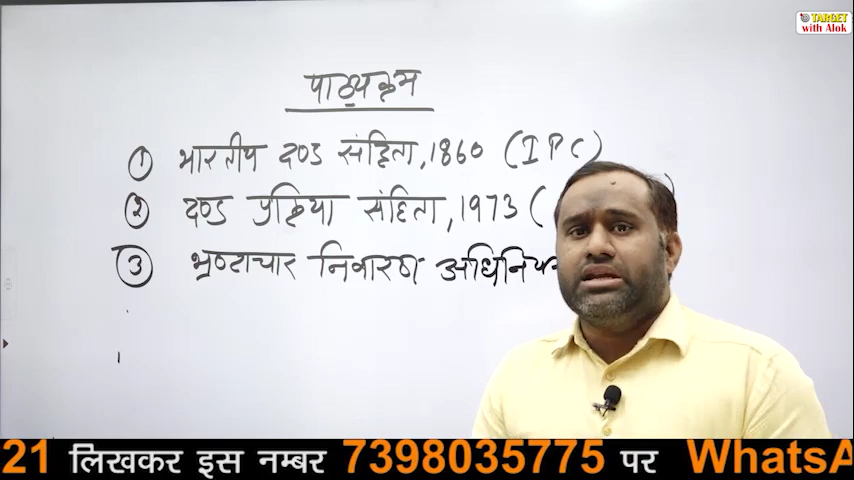 TARGET
with Alok
पाठ्यक्रम
① भारतीय दण्ड संहिता, 1860 (IPC)
② दण्ड प्रक्रिया संहिता, 1973 (
)
③ भ्रष्टाचार निवारण
21 लिखकर इस नम्बर 7398035775 पर WhatsA